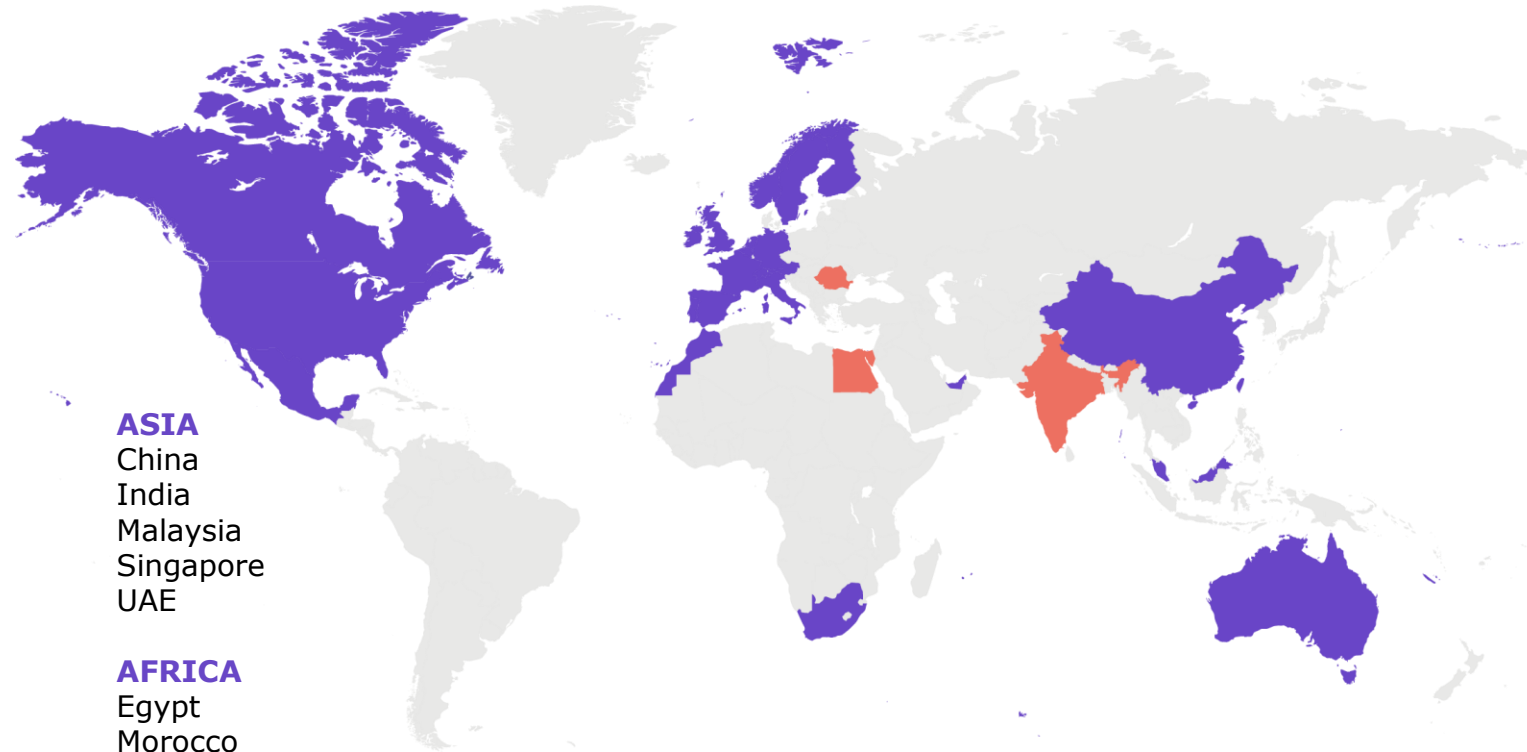 ASIA
China
India
Malaysia
Singapore
UAE
AFRICA
Egypt
Morocco